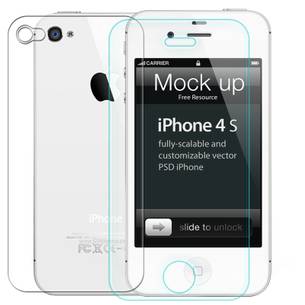 CARRIER
Mock up
Free Resource
iPhone 4 S
fully-scalable and
customizable vector
PSD iPhone
slide to unlock
iPhone